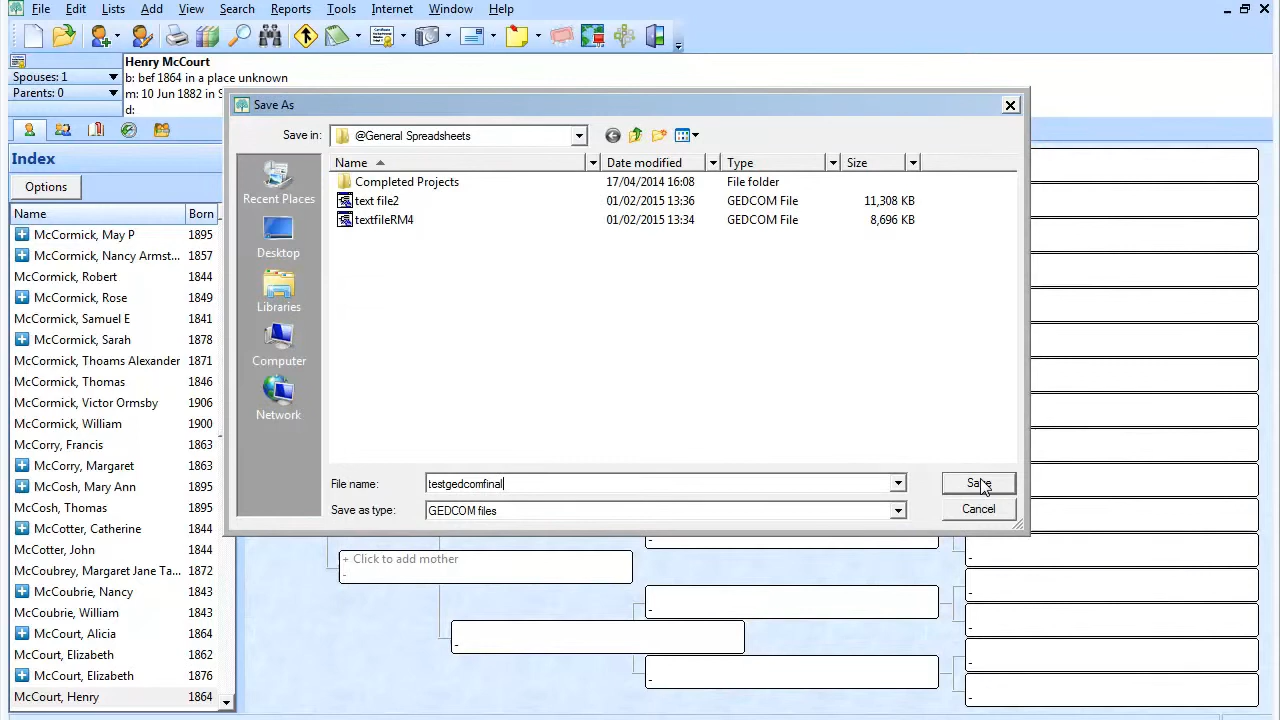 File Edit Lists View Search Add Reports Tools Internet Window Help
Henry McCourt
Spouses: 1
b: bef 1864 in a place unknown
Parents: 0
m: 10 Jun 1882 in S
d:
Save As
Save in: @General Spreadsheets
Index
Options
Name Born
McCormick, May P 1895
McCormick, Nancy Armst... 1857
McCormick, Robert 1844
McCormick, Rose 1849
McCormick, Samuel E 1841
McCormick, Sarah 1878
McCormick, Thoams Alexander 1871
McCormick, Thomas 1846
McCormick, Victor Ormsby 1906
McCormick, William 1900
McCorry, Francis 1863
McCorry, Margaret 1863
McCosh, Mary Ann 1895
McCosh, Thomas 1895
McCotter, Catherine 1844
McCotter, John 1844
McCoubrey, Margaret Jane Ta... 1872
McCoubrie, Nancy 1843
McCoubrie, William 1843
McCourt, Alicia 1864
McCourt, Elizabeth 1862
McCourt, Elizabeth 1876
McCourt, Henry 1864
Recent Places
Desktop
Libraries
Computer
Network
Name Date modified Type Size
Completed Projects 17/04/2014 16:08 File folder
text file2 01/02/2015 13:36 GEDCOM File 11,308 KB
textfileRM4 01/02/2015 13:34 GEDCOM File 8,696 KB
File name: testgedcomfinal
Save
Save as type: GEDCOM files
Cancel
+ Click to add mother